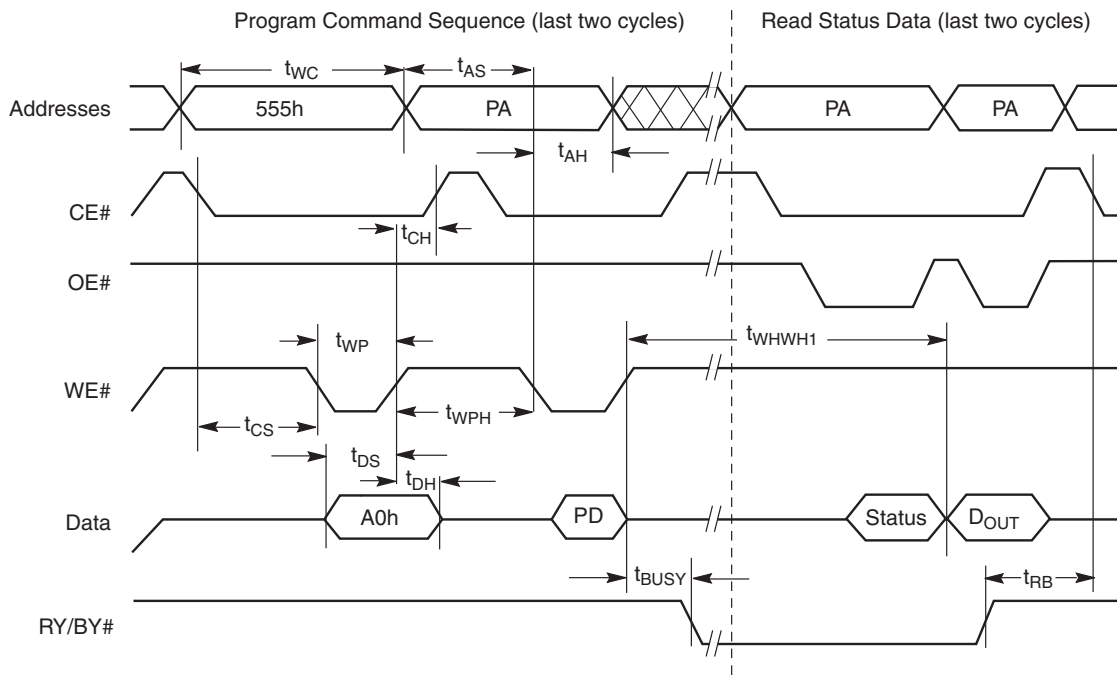 Program Command Sequence (last two cycles)
Read Status Data (last two cycles)
tWC
tAS
Addresses
555h
PA
PA
PA
tAH
CE#
tCH
OE#
tWP
tWHWH1
WE#
tCS
tWPH
tDS
tDH
Data
A0h
PD
Status
DOUT
tBUSY
tRB
RY/BY#